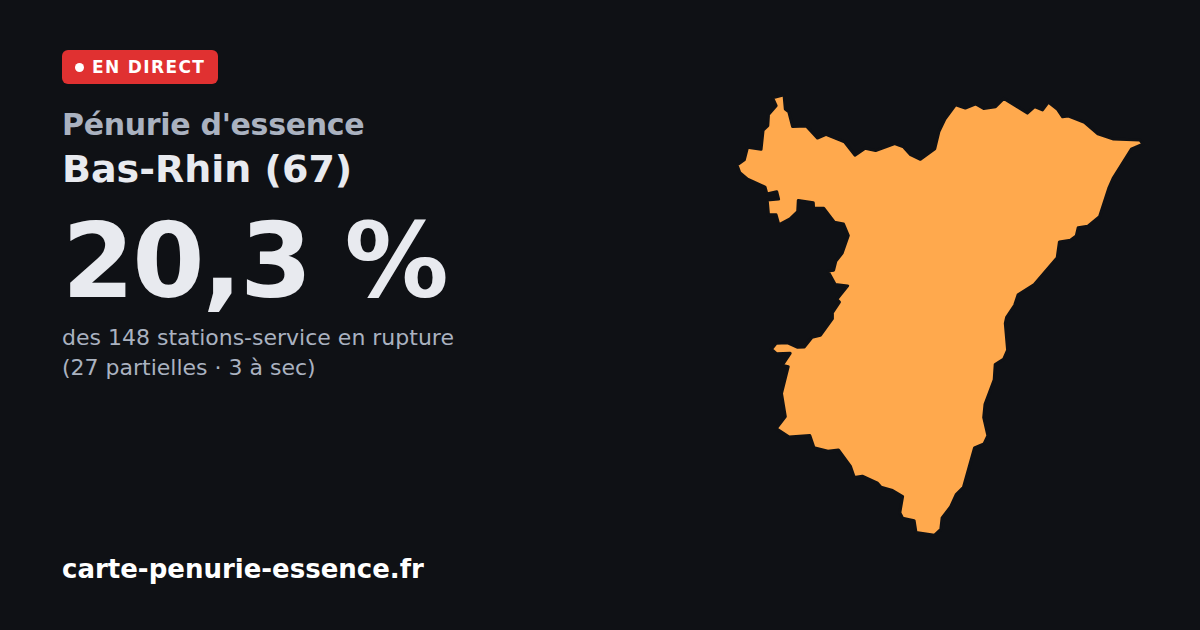 EN DIRECT
Pénurie d'essence
Bas-Rhin (67)
20,3 %
des 148 stations-service en rupture
(27 partielles · 3 à sec)
carte-penurie-essence.fr